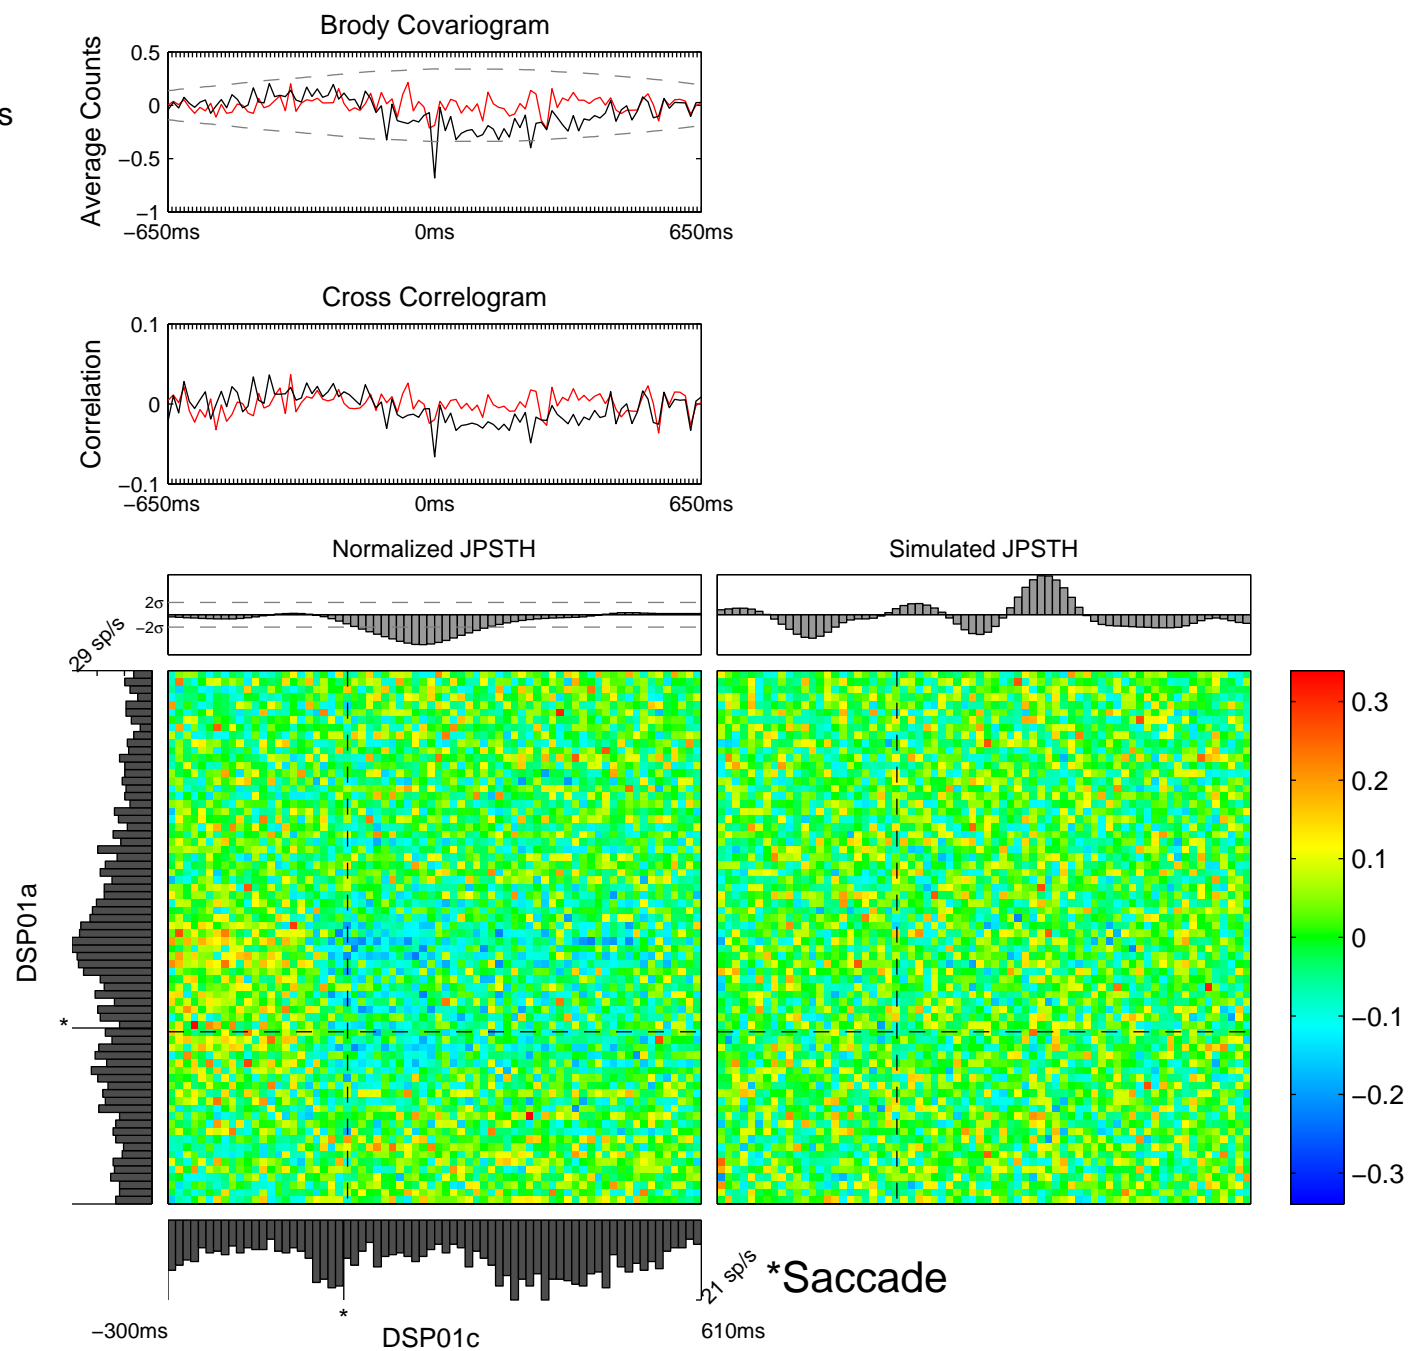 Brody Covariogram
s
Average Counts
0.5
0
−0.5
−1
−650ms
0ms
650ms
Cross Correlogram
Correlation
0.1
0
−0.1
−650ms
0ms
650ms
Normalized JPSTH
Simulated JPSTH
2σ
−2σ
29 sp/s
DSP01a
*
0.3
0.2
0.1
0
−0.1
−0.2
−0.3
21 sp/s
*Saccade
*
−300ms
DSP01c
610ms